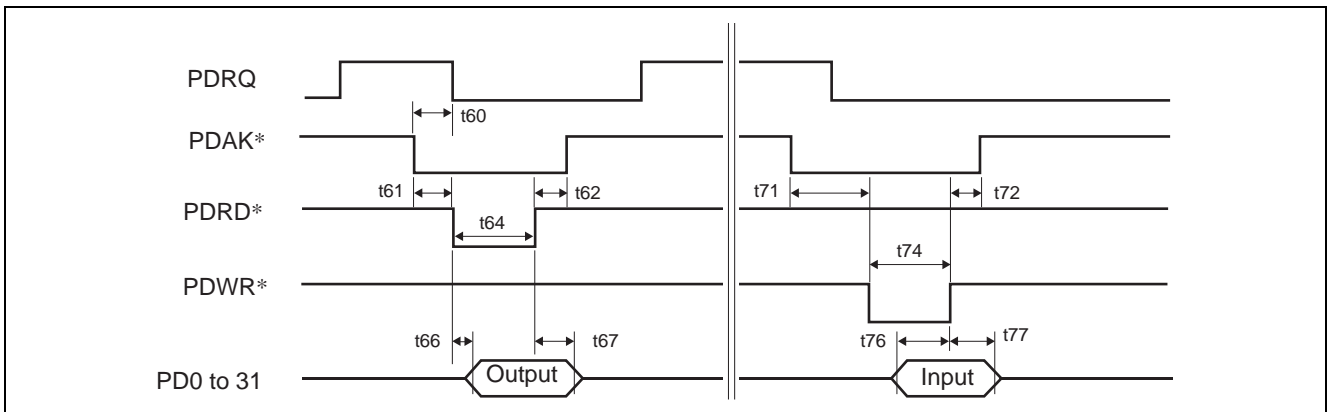 PDRQ
t60
PDAK*
t61
t62
t71
t72
PDRD*
t64
t74
PDWR*
t66
t67
t76
t77
PD0 to 31
Output
Input